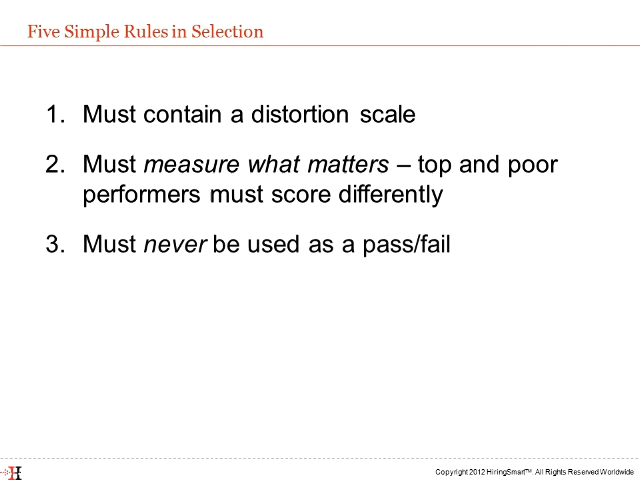 Five Simple Rules in Selection
1. Must contain a distortion scale
2. Must measure what matters – top and poor
performers must score differently
3. Must never be used as a pass/fail
H
Copyright 2012 HiringSmart™. All Rights Reserved Worldwide